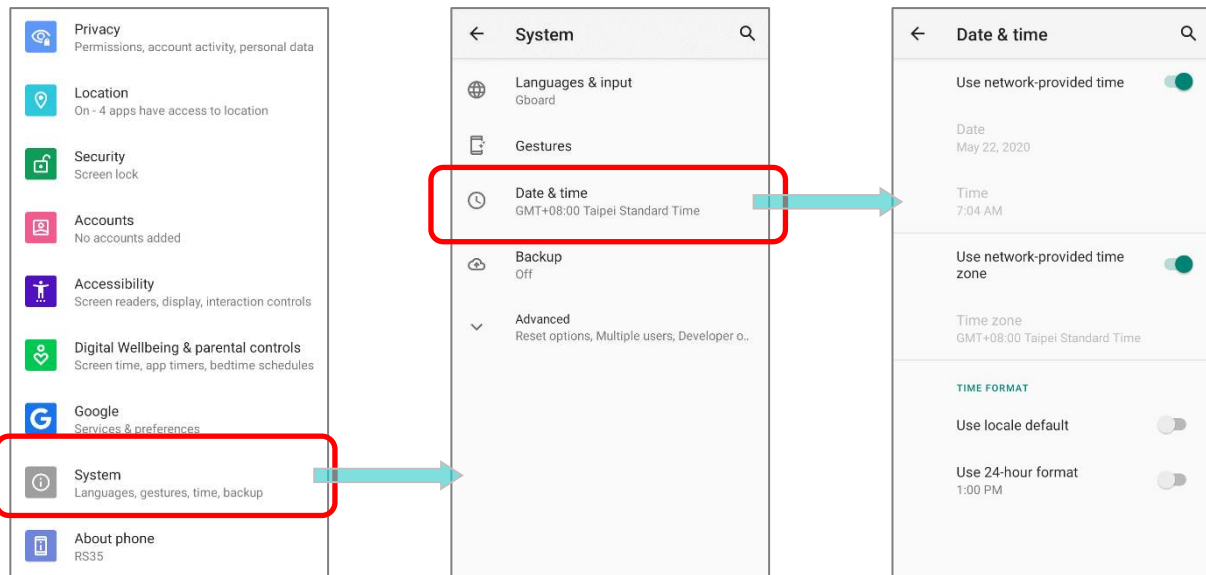 Privacy
Permissions, account activity, personal data
Location
On - 4 apps have access to location
Security
Screen lock
Accounts
No accounts added
Accessibility
Screen readers, display, interaction controls
Digital Wellbeing & parental controls
Screen time, app timers, bedtime schedules
G
Google
Services & preferences
System
Languages, gestures, time, backup
About phone
RS35
System
Languages & input
Gboard
Gestures
Date & time
GMT+08:00 Taipei Standard Time
Backup
Off
Advanced
Reset options, Multiple users, Developer o..
Date & time
Use network-provided time
Date
May 22, 2020
Time
7:04 AM
Use network-provided time
zone
Time zone
GMT+08:00 Taipei Standard Time
TIME FORMAT
Use locale default
Use 24-hour format
1:00 PM